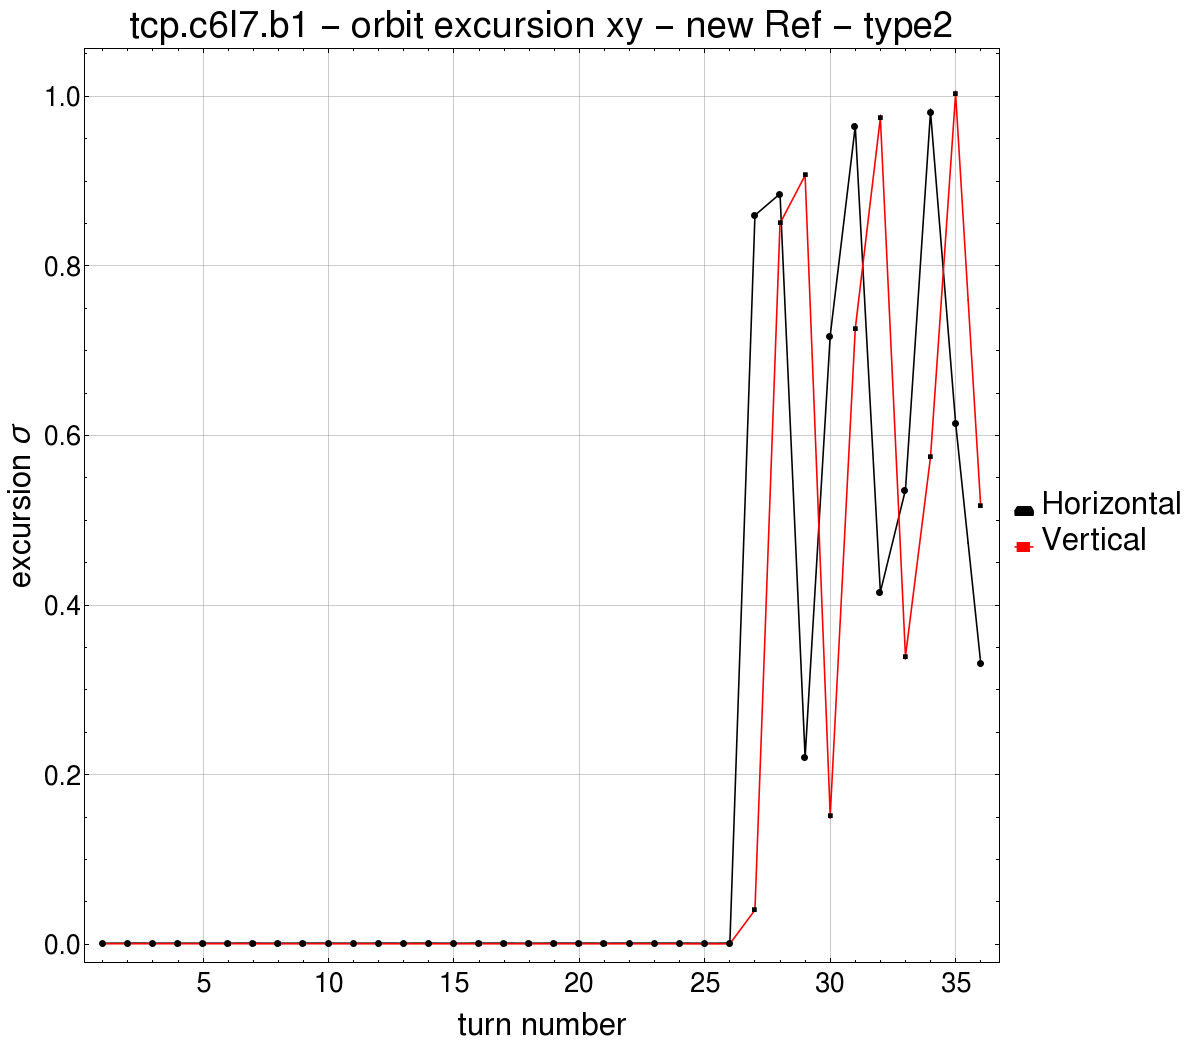 tcp.c6l7.b1 – orbit excursion xy – new Ref – type2
1.0
0.8
0.6
0.4
0.2
0.0
excursion σ
5 10 15 20 25 30 35
turn number
Horizontal
Vertical